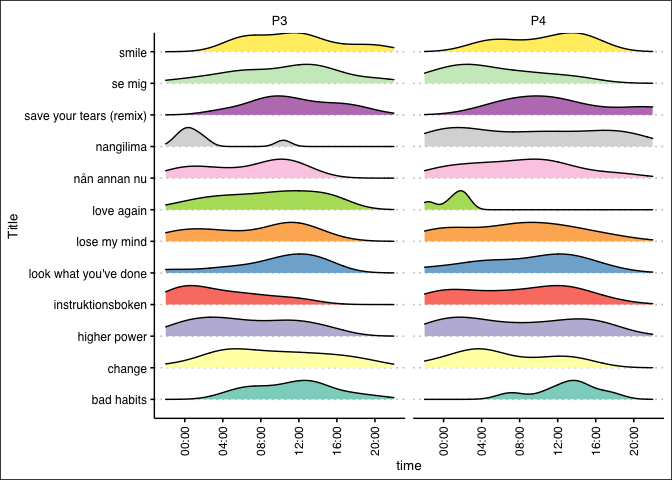 P3 P4
smile
se mig
save your tears (remix)
nangilima
nån annan nu
love again
lose my mind
look what you've done
instruktionsboken
higher power
change
bad habits
Title
00:00 04:00 08:00 12:00 16:00 20:00 00:00 04:00 08:00 12:00 16:00 20:00
time